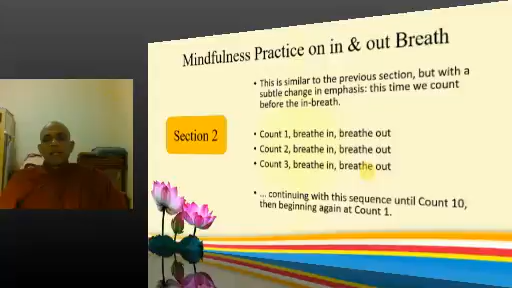 Mindfulness Practice on in & out Breath
Section 2
• This is similar to the previous section, but with a
subtle change in emphasis: this time we count
before the in-breath.
• Count 1, breathe in, breathe out
• Count 2, breathe in, breathe out
• Count 3, breathe in, breathe out
• ... continuing with this sequence until Count 10,
then beginning again at Count 1.